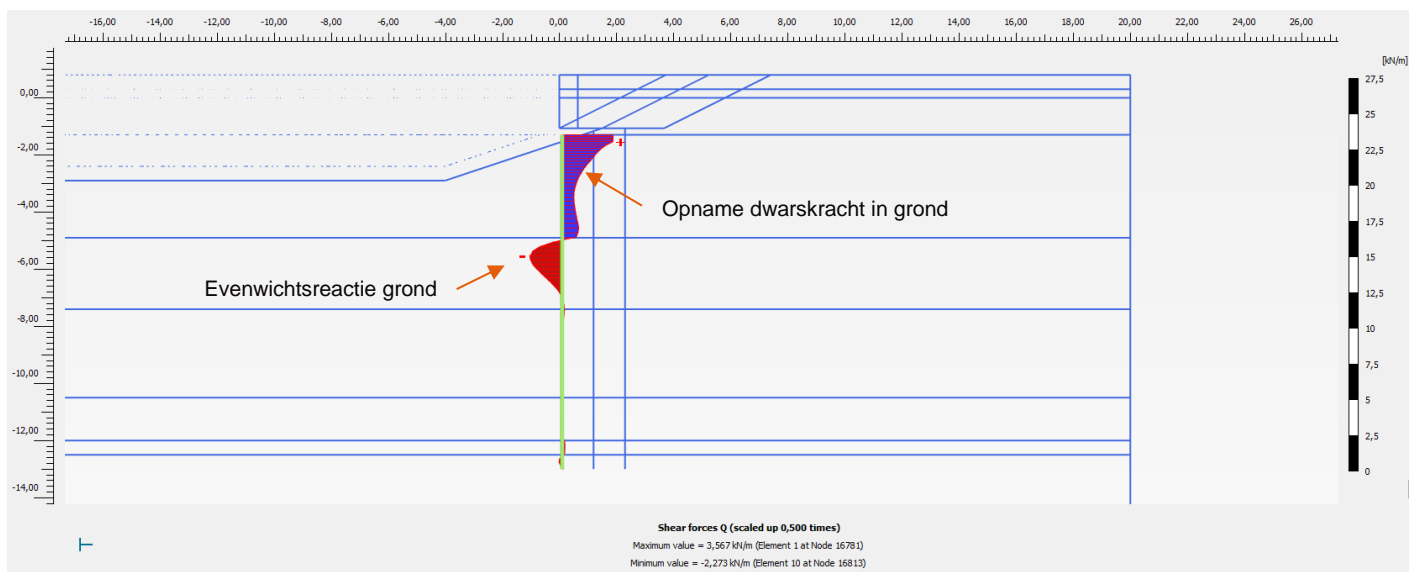 -16,00 -14,00 -12,00 -10,00 -8,00 -6,00 -4,00 -2,00 0,00 2,00 4,00 6,00 8,00 10,00 12,00 14,00 16,00 18,00 20,00 22,00 24,00 26,00
[kN/m]
27,5
0,00
25
22,5
-2,00
20
Opname dwarskracht in grond
-4,00
17,5
15
-6,00
Evenwichtsreactie grond
12,5
-8,00
10
7,5
-10,00
5
-12,00
2,5
0
-14,00
Shear forces Q (scaled up 0,500 times)
Maximum value = 3,567 kN/m (Element 1 at Node 16781)
Minimum value = -2,273 kN/m (Element 10 at Node 16813)